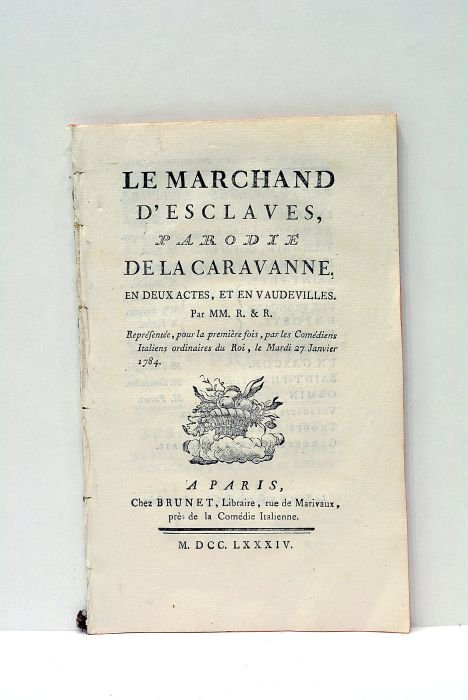 LE MARCHAND
D'ESCLAVES,
PARODIE
DE LA CARAVANNE,
EN DEUX ACTES, ET EN VAUDEVILLES.
Par MM. R. & R.
Représentée, pour la première fois, par les Comédiens
Italiens ordinaires du Roi, le Mardi 27 Janvier
1784.
A PARIS,
Chez BRUNET, Libraire, rue de Marivaux,
près de la Comédie Italienne.
M. DCC. LXXXIV.